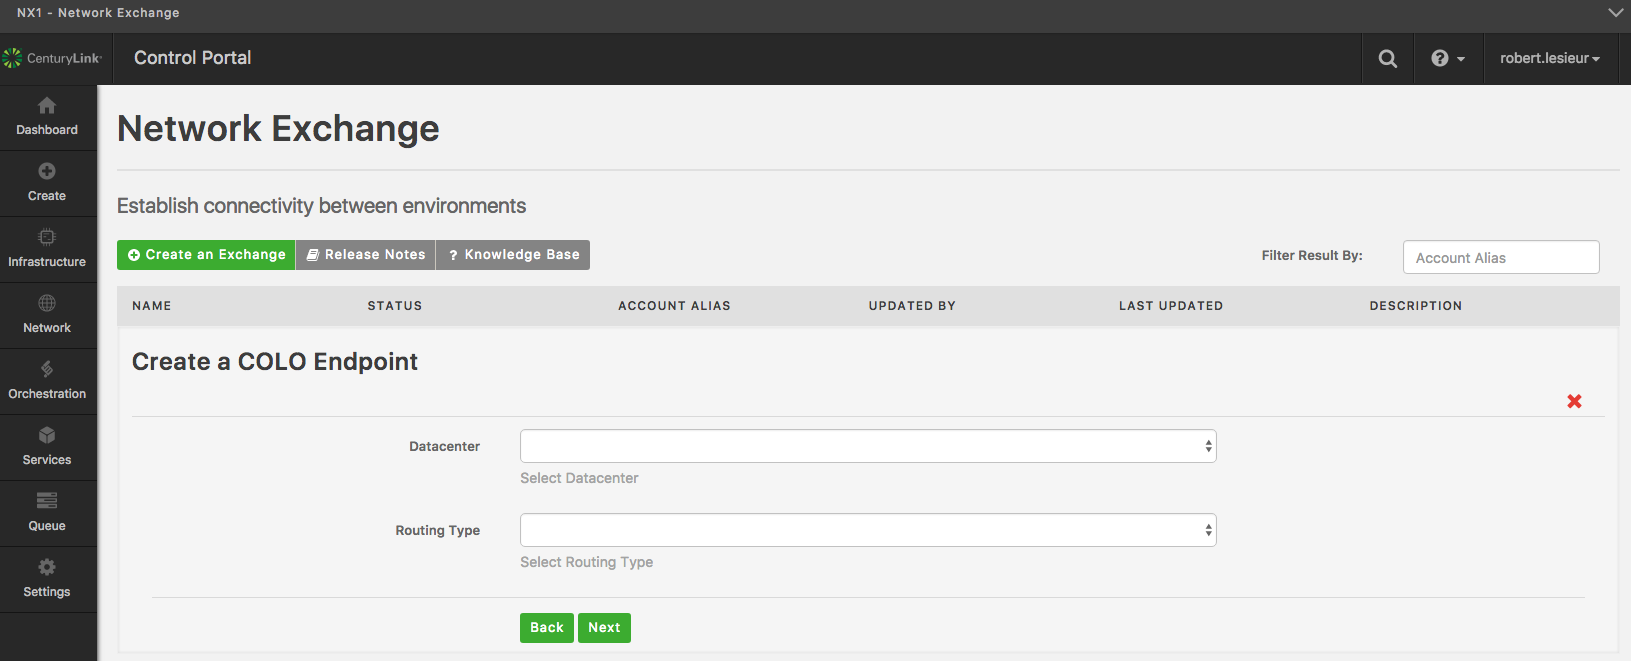 NX1 - Network Exchange
CenturyLink®
Control Portal
robert.lesieur
Dashboard
Create
Infrastructure
Network
Orchestration
Services
Queue
Settings
Network Exchange
Establish connectivity between environments
Create an Exchange
Release Notes
? Knowledge Base
Filter Result By:
Account Alias
NAME STATUS ACCOUNT ALIAS UPDATED BY LAST UPDATED DESCRIPTION
Create a COLO Endpoint
Datacenter
Select Datacenter
Routing Type
Select Routing Type
Back
Next